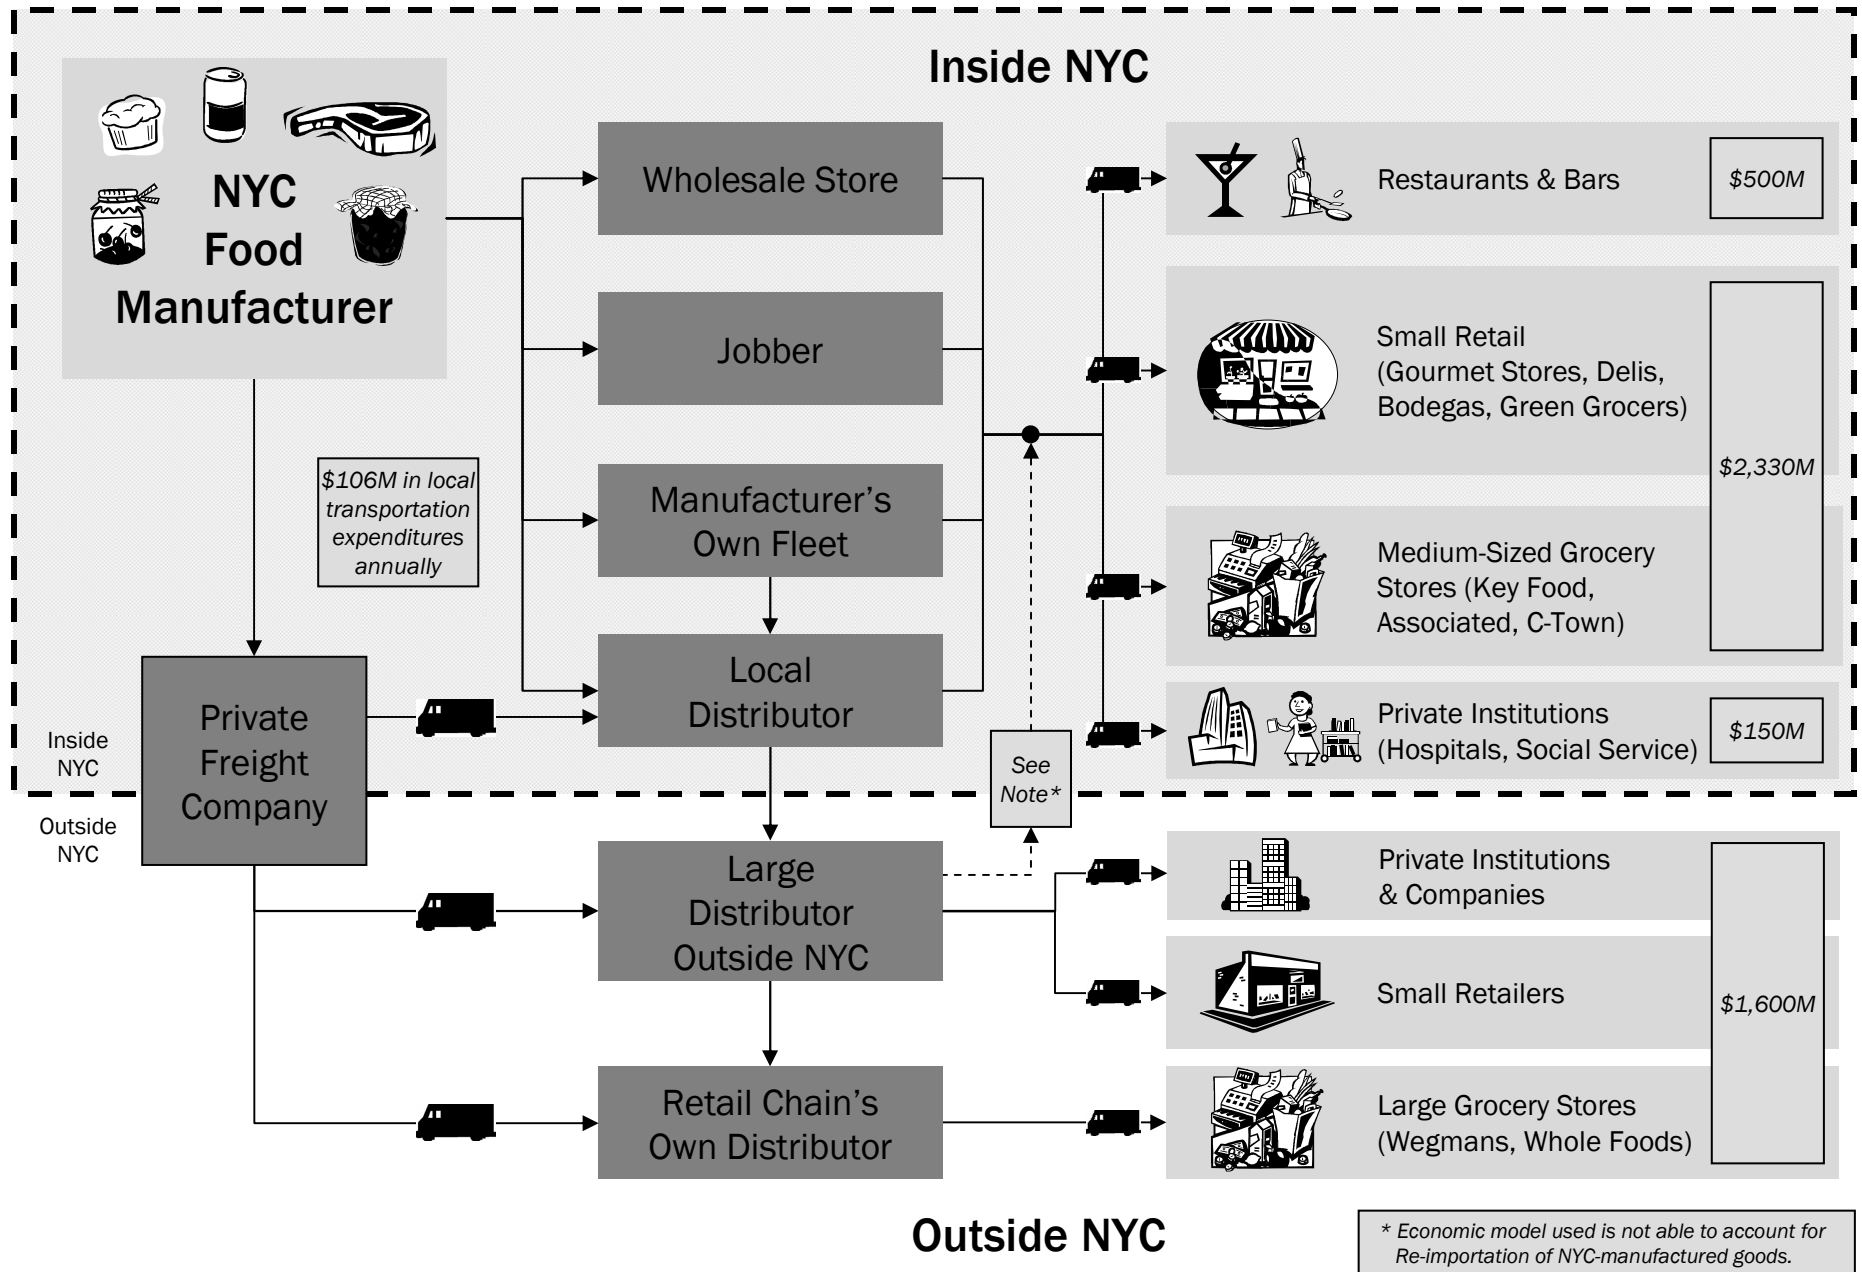 Inside NYC
NYC
Food
Manufacturer
Wholesale Store
Jobber
Manufacturer's
Own Fleet
Local
Distributor
$106M in local
transportation
expenditures
annually
Private
Freight
Company
Inside
NYC
Outside
NYC
See
Note*
Large
Distributor
Outside NYC
Retail Chain's
Own Distributor
Restaurants & Bars
$500M
Small Retail
(Gourmet Stores, Delis,
Bodegas, Green Grocers)
$2,330M
Medium-Sized Grocery
Stores (Key Food,
Associated, C-Town)
Private Institutions
(Hospitals, Social Service)
$150M
Private Institutions
& Companies
Small Retailers
$1,600M
Large Grocery Stores
(Wegmans, Whole Foods)
Outside NYC
* Economic model used is not able to account for
Re-importation of NYC-manufactured goods.